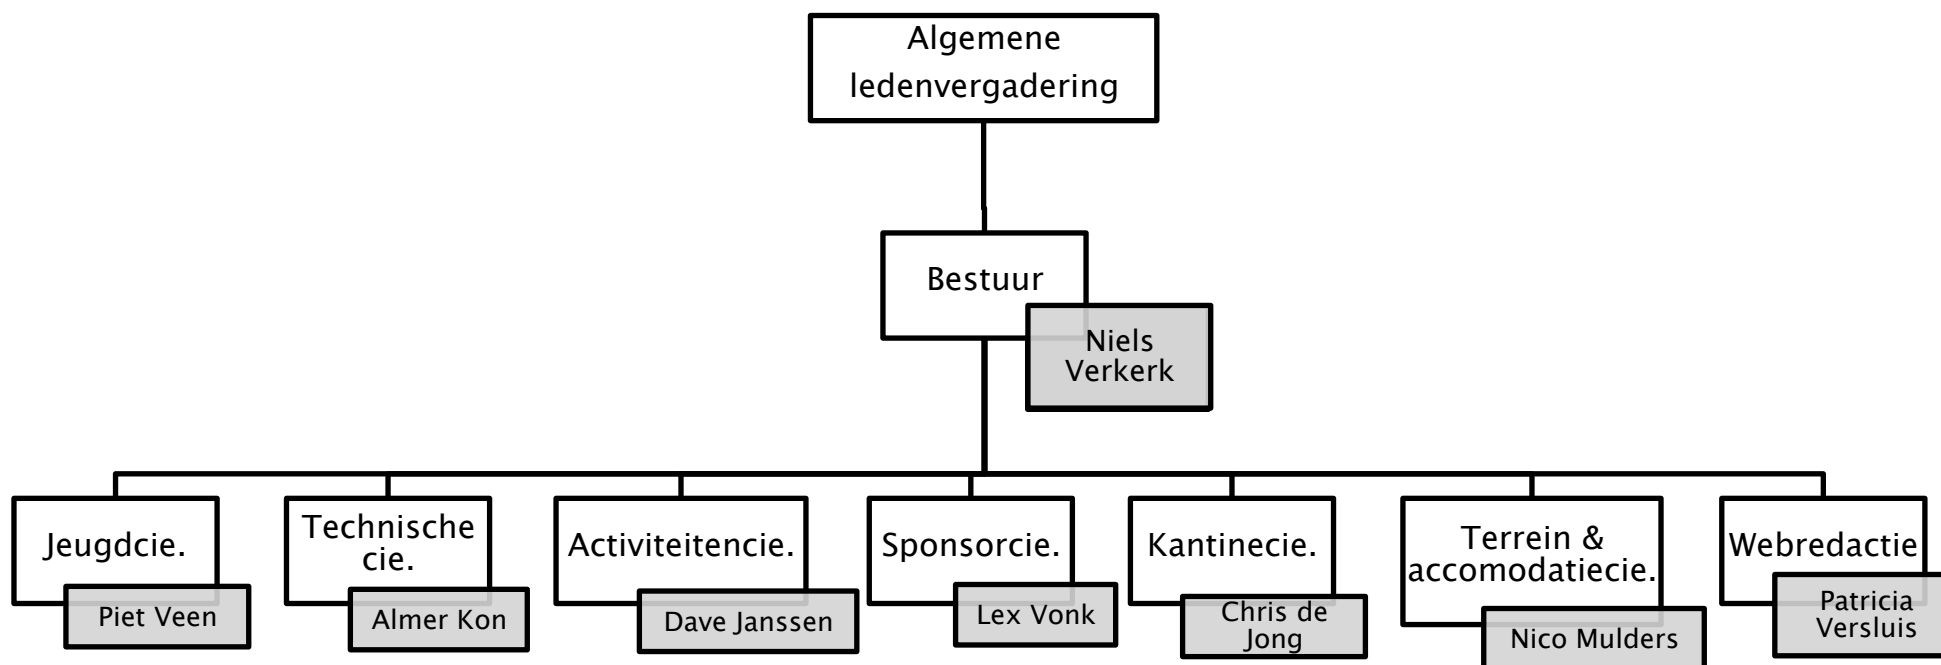 Algemene
ledenvergadering
Bestuur
Niels
Verkerk
Jeugdcie.
Piet Veen
Technische
cie.
Almer Kon
Activiteitencie.
Dave Janssen
Sponsorcie.
Lex Vonk
Kantinecie.
Chris de
Jong
Terrein &
accomodatiecie.
Nico Mulders
Webredactie
Patricia
Versluis